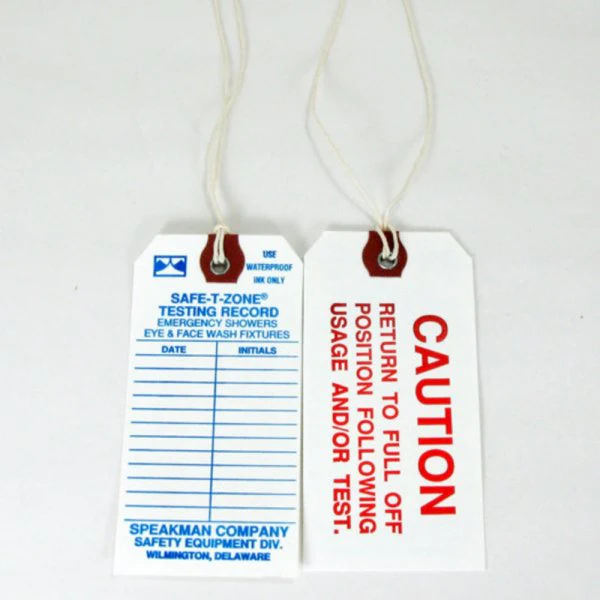 USE
WATERPROOF
INK ONLY
SAFE-T-ZONE®
TESTING RECORD
EMERGENCY SHOWERS
EYE & FACE WASH FIXTURES
DATE INITIALS
SPEAKMAN COMPANY
SAFETY EQUIPMENT DIV.
WILMINGTON, DELAWARE
CAUTION
RETURN TO FULL OFF
POSITION FOLLOWING
USAGE AND/OR TEST.